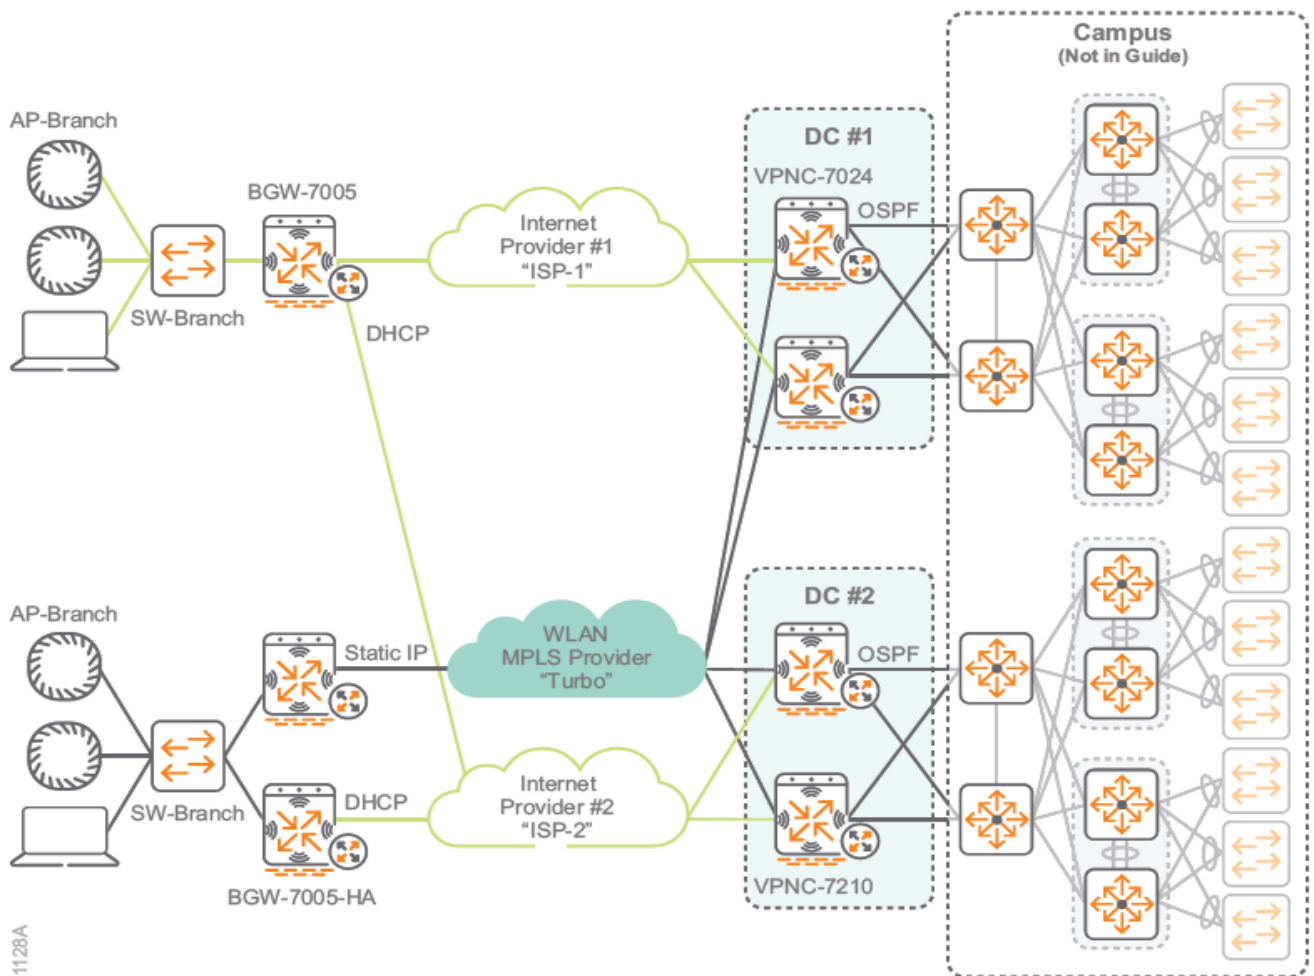 Campus
(Not in Guide)
AP-Branch
DC #1
BGW-7005
VPNC-7024
Internet
Provider #1
“ISP-1”
OSPF
SW-Branch
DHCP
AP-Branch
DC #2
WLAN
MPLS Provider
“Turbo”
Static IP
OSPF
SW-Branch
DHCP
Internet
Provider #2
“ISP-2”
BGW-7005-HA
VPNC-7210
1128A